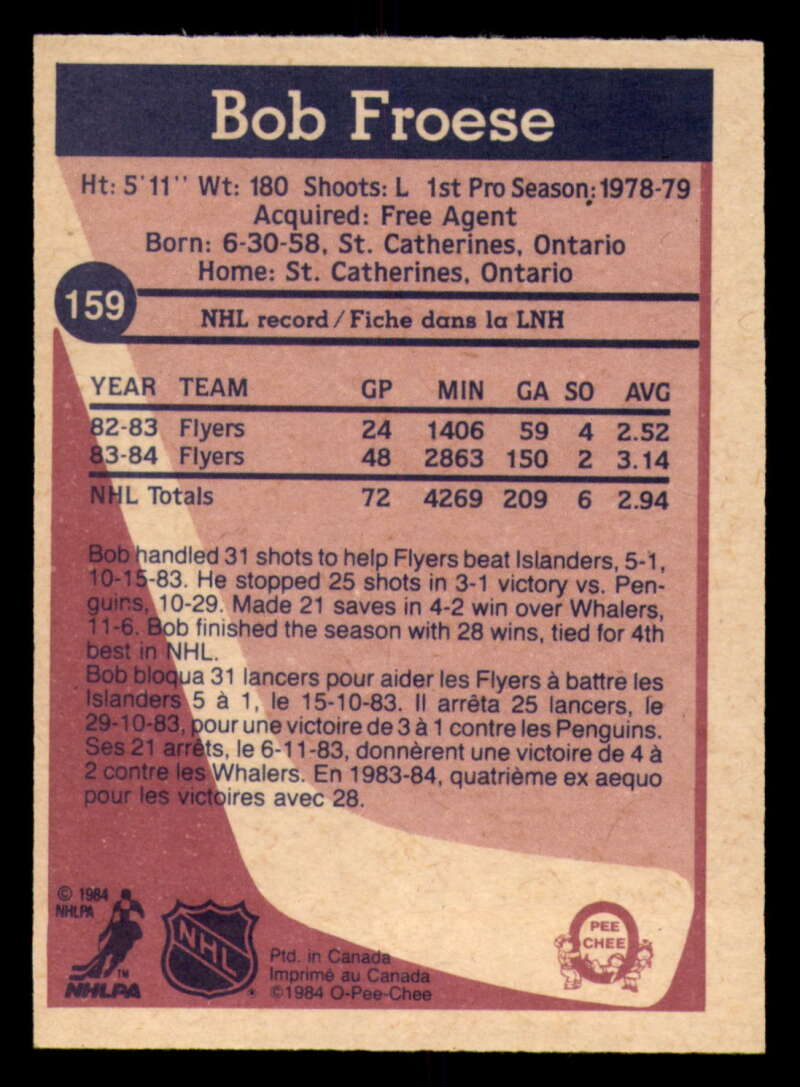 Bob Froese
Ht: 5'11" Wt: 180 Shoots: L 1st Pro Season: 1978-79
Acquired: Free Agent
Born: 6-30-58, St. Catherines, Ontario
Home: St. Catherines, Ontario
159
NHL record/Fiche dans la LNH
YEAR TEAM GP MIN GA SO AVG
82-83 Flyers 24 1406 59 4 2.52
83-84 Flyers 48 2863 150 2 3.14
NHL Totals 72 4269 209 6 2.94
Bob handled 31 shots to help Flyers beat Islanders, 5-1,
10-15-83. He stopped 25 shots in 3-1 victory vs. Pen-
guins, 10-29. Made 21 saves in 4-2 win over Whalers,
11-6. Bob finished the season with 28 wins, tied for 4th
best in NHL.
Bob bloqua 31 lancers pour aider les Flyers à battre les
Islanders 5 à 1, le 15-10-83. Il arrêta 25 lancers, le
29-10-83, pour une victoire de 3 à 1 contre les Penguins.
Ses 21 arrêts, le 6-11-83, donnèrent une victoire de 4 à
2 contre les Whalers. En 1983-84, quatrième ex aequo
pour les victoires avec 28.
© 1984
NHLPA
TM
NHLPA
NHL
Ptd. in Canada
Imprimé au Canada
©1984 O-Pee-Chee
PEE
CHEE